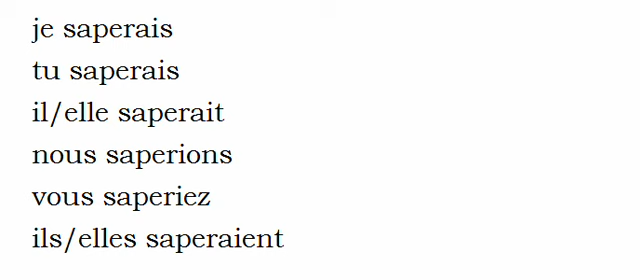 je saperais
tu saperais
il/elle saperait
nous saperions
vous saperiez
ils/elles saperaient